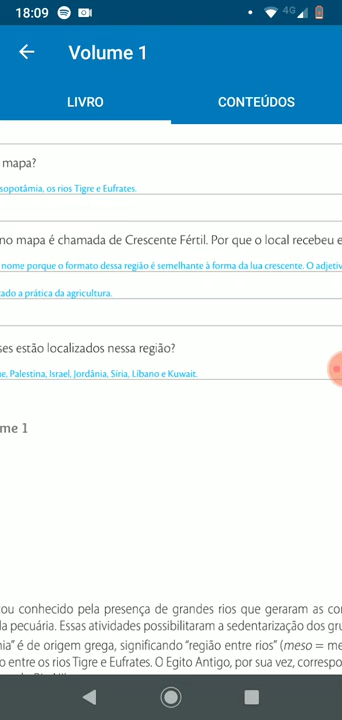 18:09
4G
Volume 1
LIVRO
CONTEÚDOS
mapa?
sopotâmia, os rios Tigre e Eufrates.
no mapa é chamada de Crescente Fértil. Por que o local recebeu e
nome porque o formato dessa região é semelhante à forma da lua crescente. O adjetiv
ado a prática da agricultura.
ses estão localizados nessa região?
e, Palestina, Israel, Jordânia, Síria, Líbano e Kuwait.
me 1
ou conhecido pela presença de grandes rios que geraram as co
la pecuária. Essas atividades possibilitaram a sedentarização dos gru
ia” é de origem grega, significando “região entre rios” (meso = me
o entre os rios Tigre e Eufrates. O Egito Antigo, por sua vez, correspo